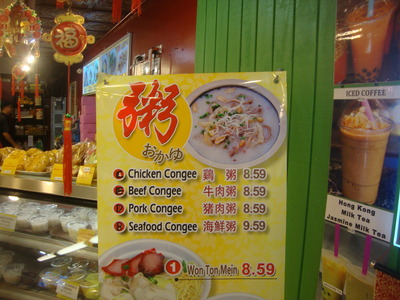 福
粥
おかゆ
Chicken Congee 鶏 粥 8.59
Beef Congee 牛肉粥 8.59
Pork Congee 猪肉粥 8.59
Seafood Congee 海鮮粥 9.59
1 Won Ton Mein 8.59
ICED COFFEE
Hong Kong
Milk Tea
Jasmine Milk Tea